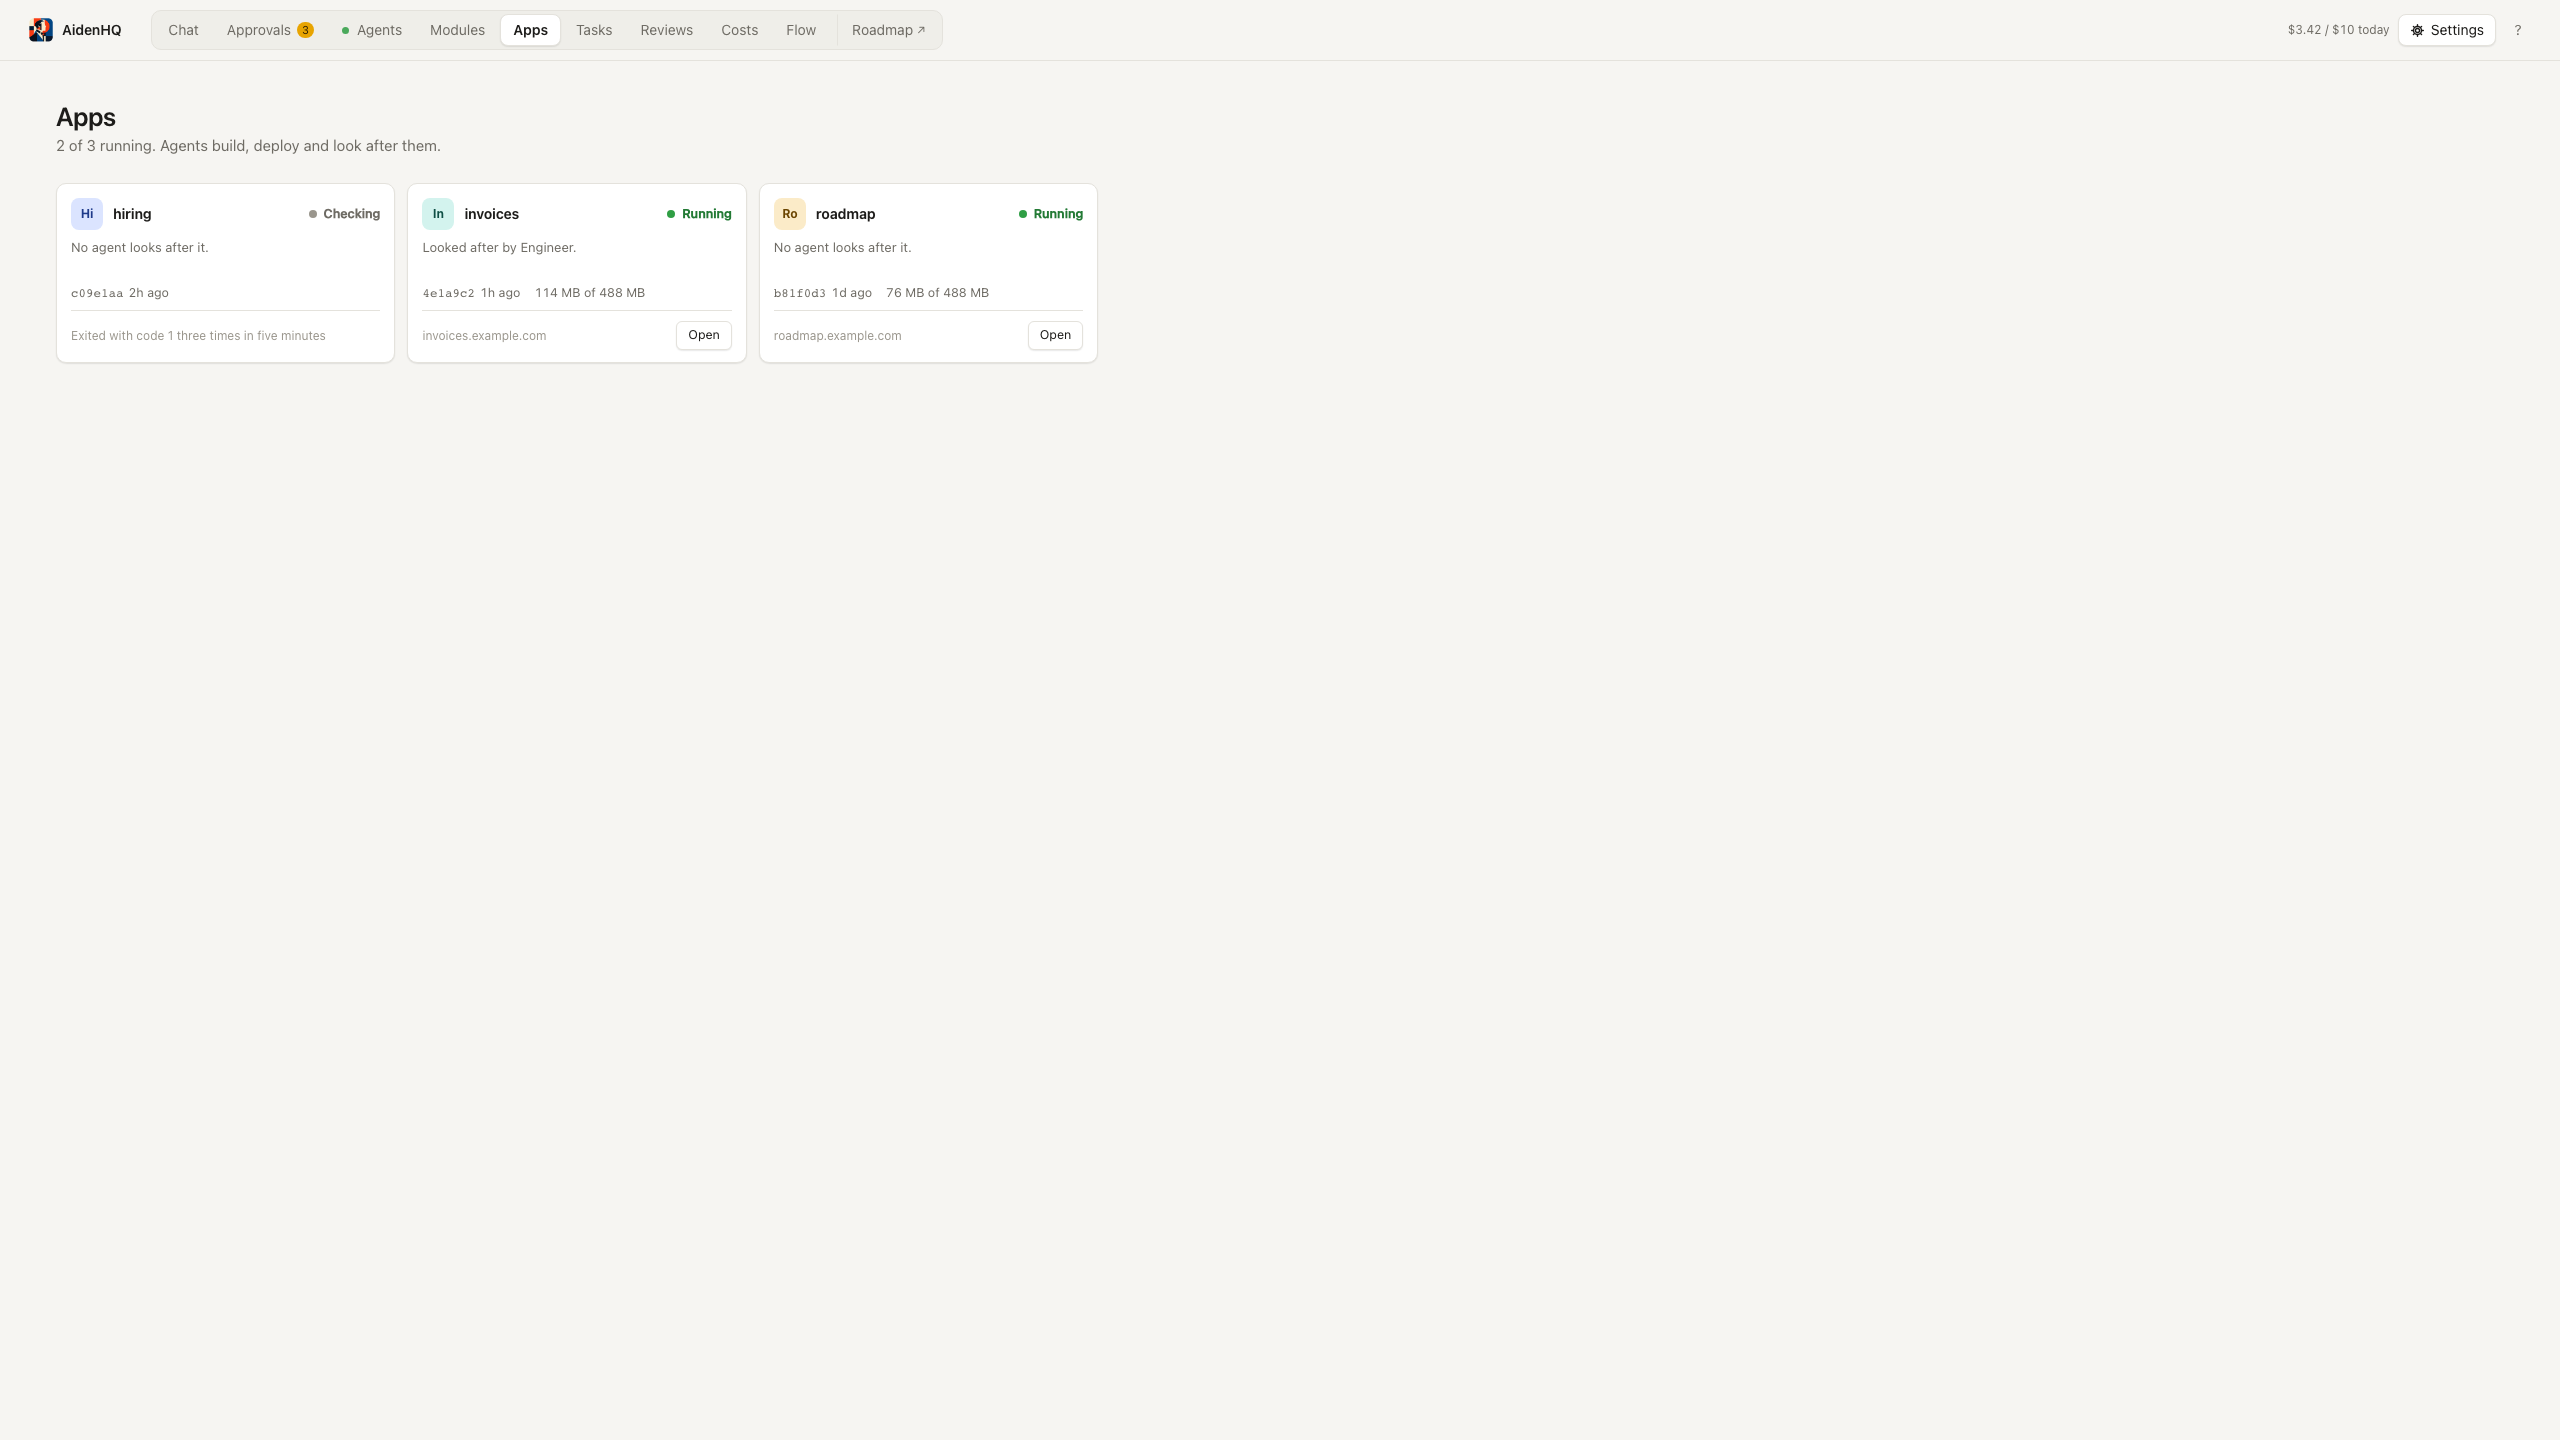 AidenHQ Chat Approvals 3 Agents Modules Apps Tasks Reviews Costs Flow Roadmap ↗ $3.42 / $10 today Settings ?
Apps
2 of 3 running. Agents build, deploy and look after them.
Hi hiring Checking
No agent looks after it.
c09e1aa 2h ago
Exited with code 1 three times in five minutes
In invoices Running
Looked after by Engineer.
4e1a9c2 1h ago 114 MB of 488 MB
invoices.example.com Open
Ro roadmap Running
No agent looks after it.
b81f0d3 1d ago 76 MB of 488 MB
roadmap.example.com Open